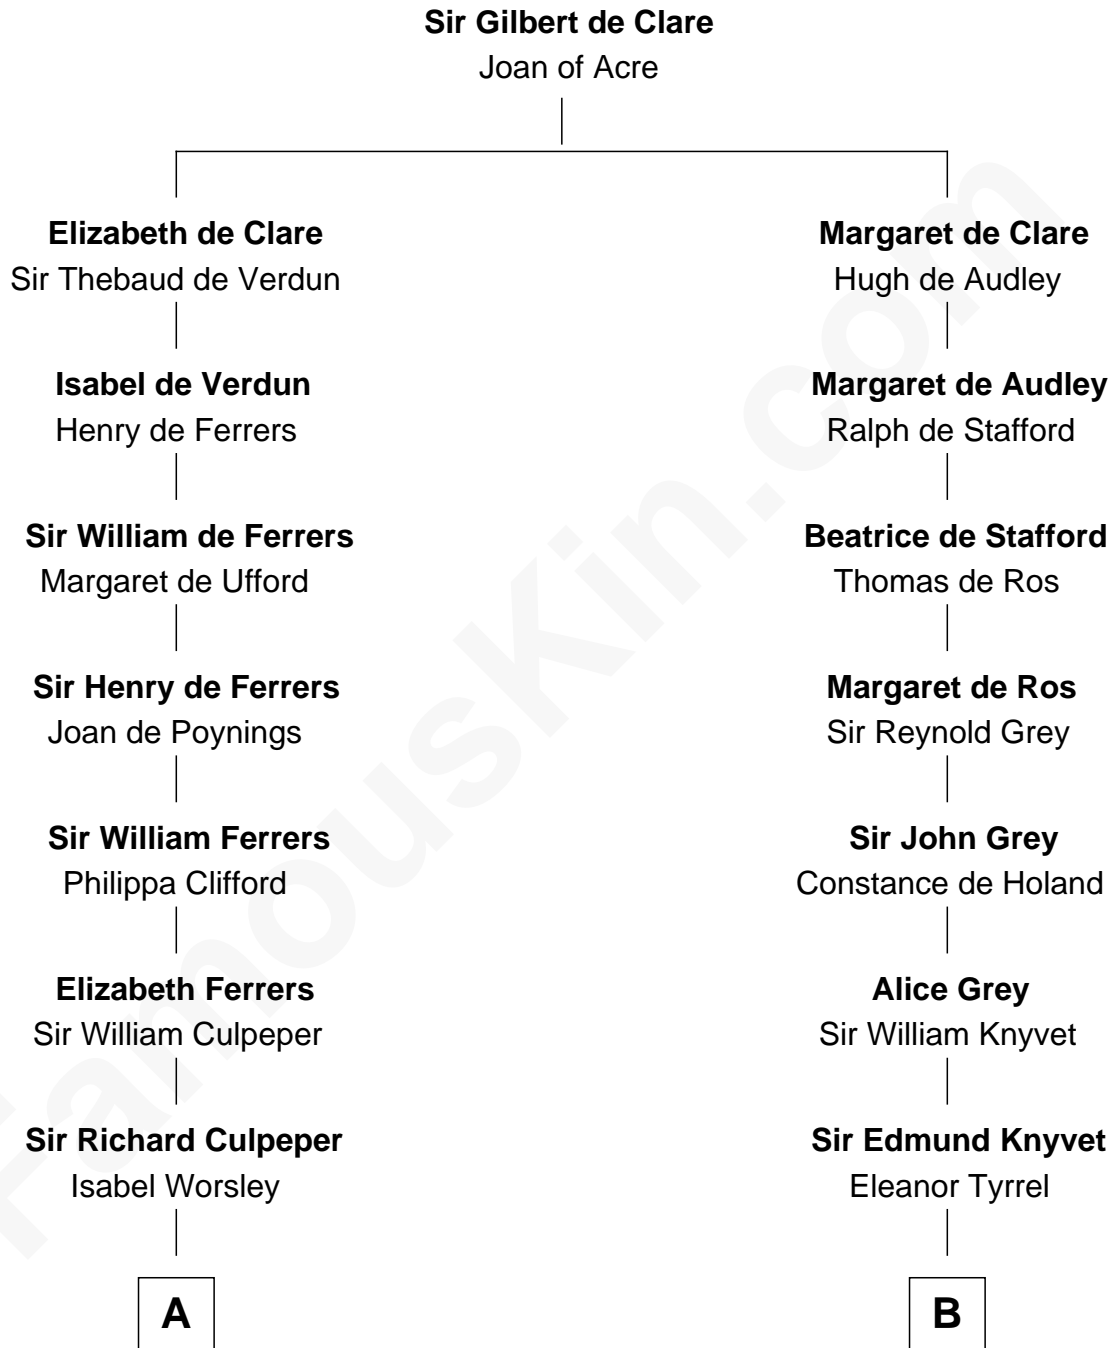 Sir Gilbert de Clare
Joan of Acre
Elizabeth de Clare
Sir Thebaud de Verdun
Margaret de Clare
Hugh de Audley
Isabel de Verdun
Henry de Ferrers
Margaret de Audley
Ralph de Stafford
Sir William de Ferrers
Margaret de Ufford
Beatrice de Stafford
Thomas de Ros
Sir Henry de Ferrers
Joan de Poynings
Margaret de Ros
Sir Reynold Grey
Sir William Ferrers
Philippa Clifford
Sir John Grey
Constance de Holand
Elizabeth Ferrers
Sir William Culpeper
Alice Grey
Sir William Knyvet
Sir Richard Culpeper
Isabel Worsley
Sir Edmund Knyvet
Eleanor Tyrrel
A
B
FamousKin.com